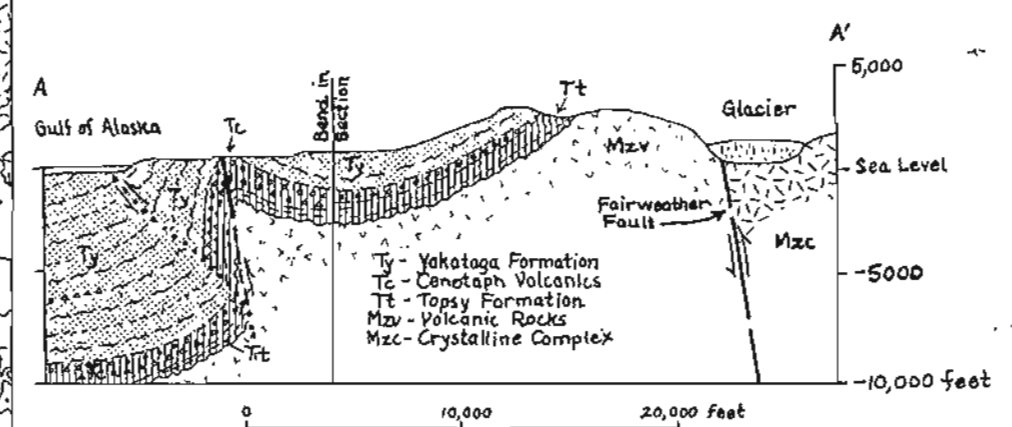 A
A'
Gulf of Alaska
Tc
Bend in
Section
Tt
Glacier
5,000
Sea Level
-5000
-10,000 feet
Ty
Ty
Ty
Mzv
Fairweather
Fault
Mzc
Ty - Yakataga Formation
Tc - Cenotaph Volcanics
Tt - Topsy Formation
Mzv - Volcanic Rocks
Mzc - Crystalline Complex
Tt
0 10,000 20,000 feet